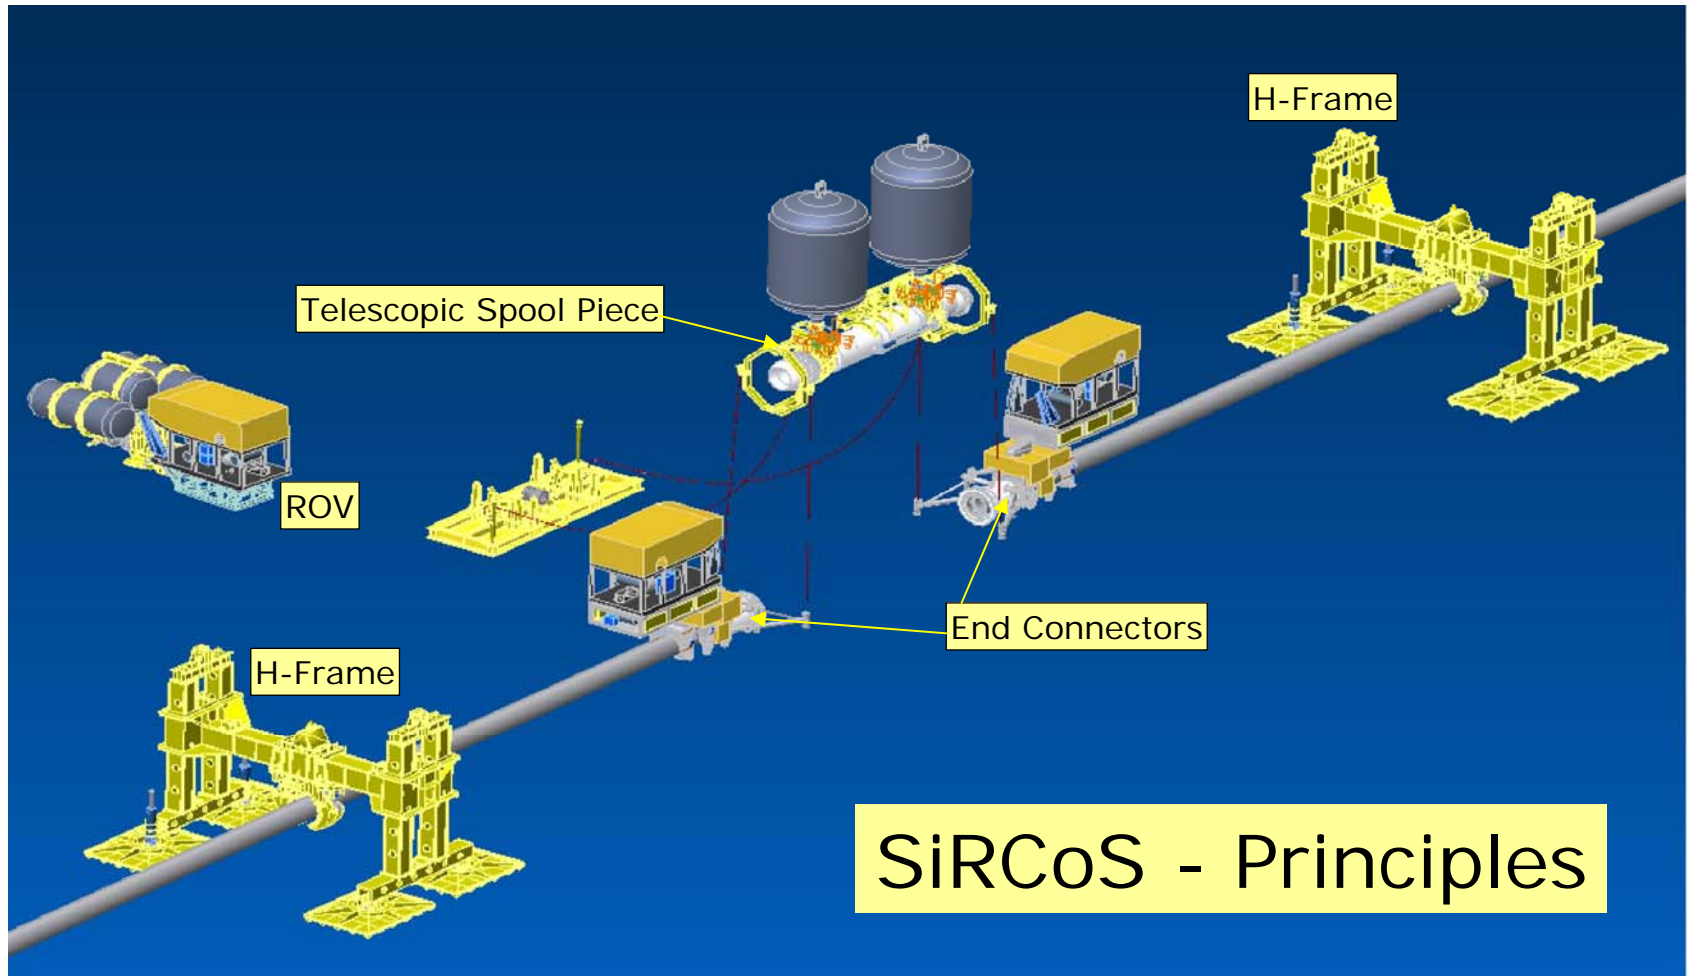 H-Frame
Telescopic Spool Piece
ROV
End Connectors
H-Frame
SiRCoS - Principles